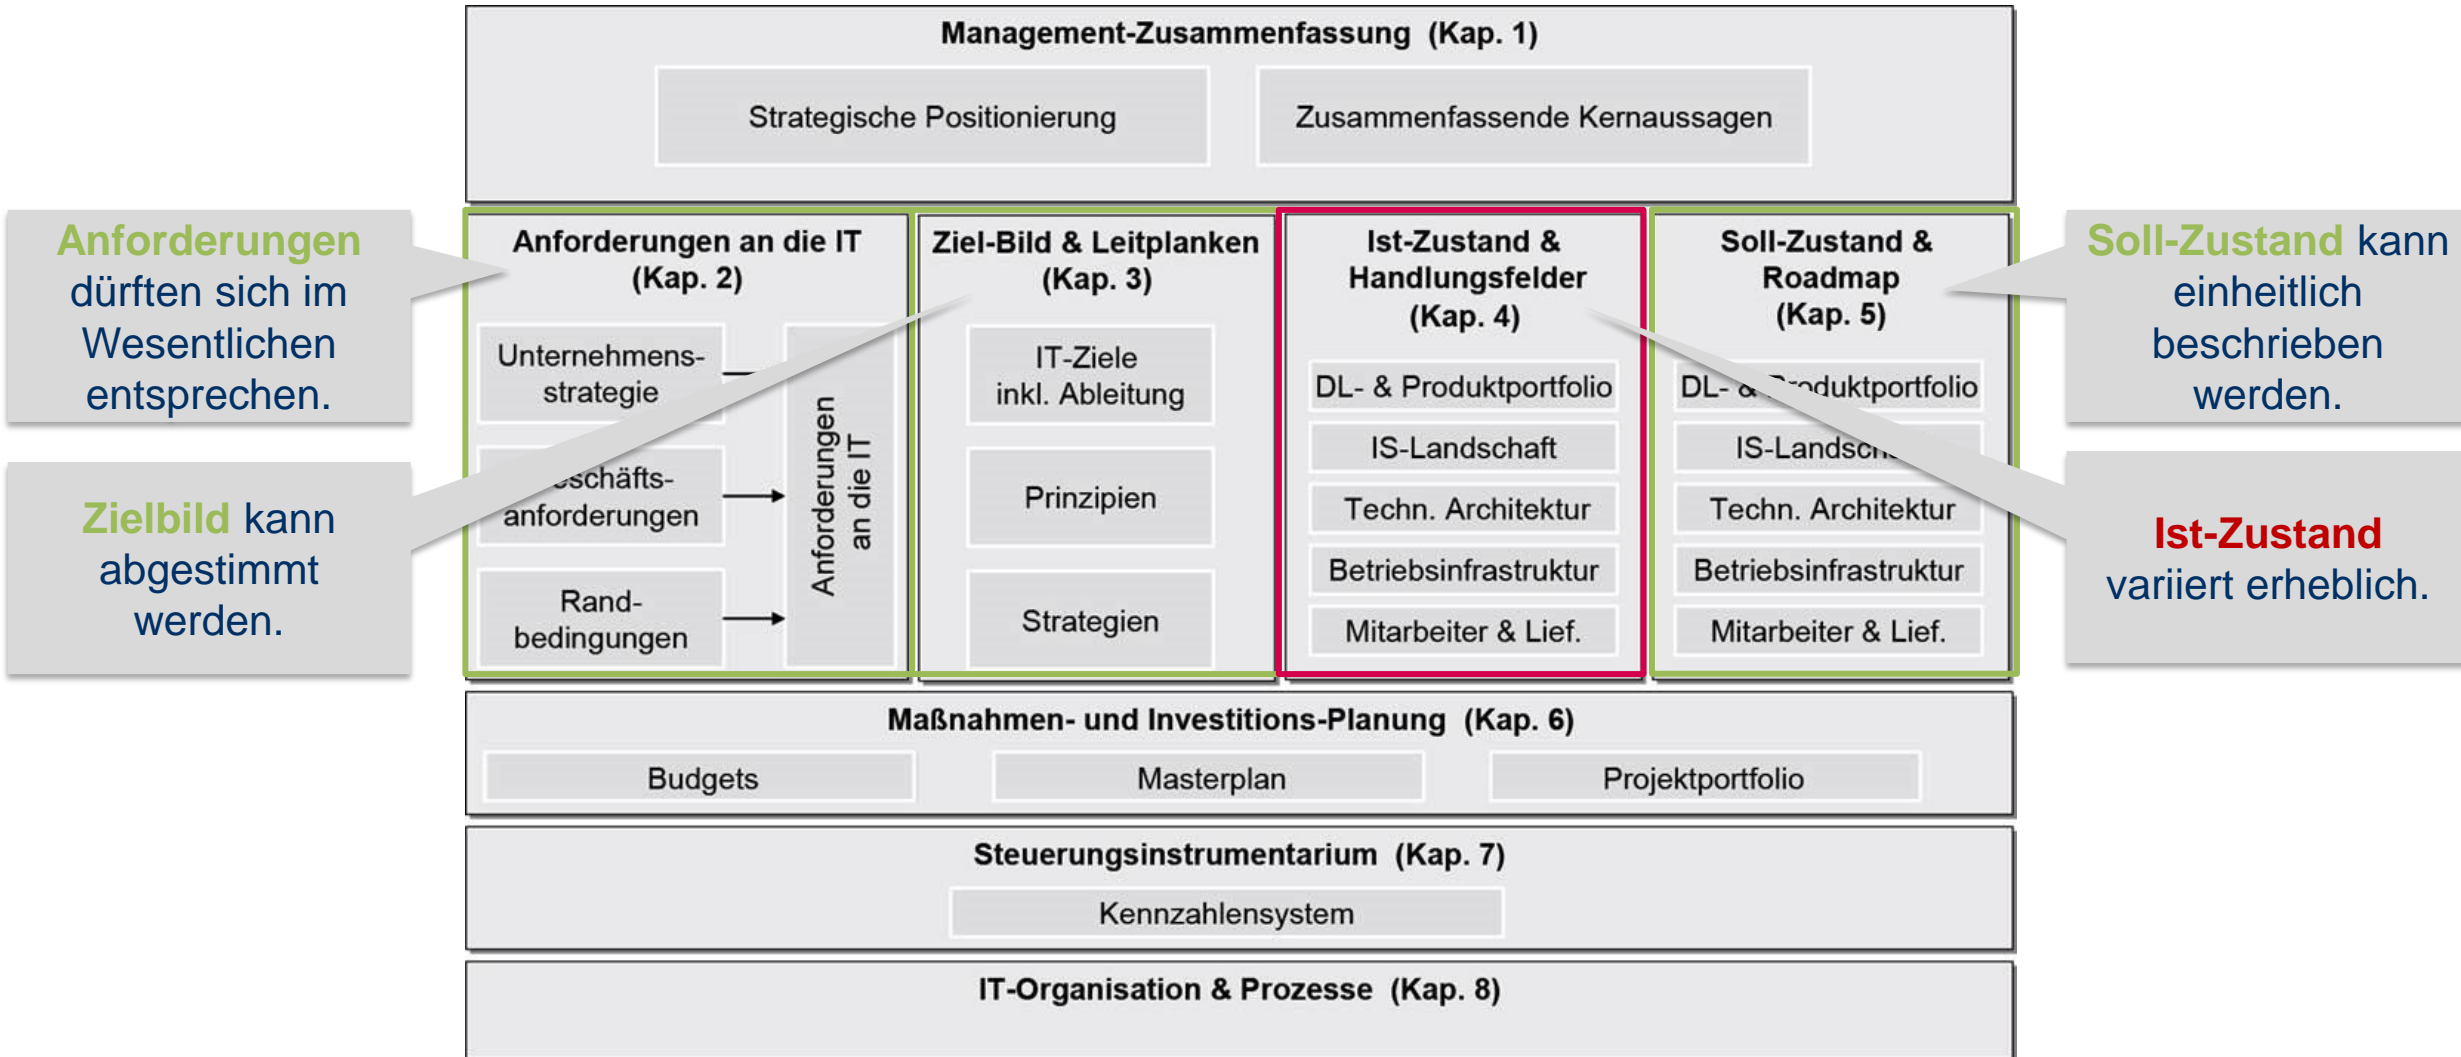 Management-Zusammenfassung (Kap. 1)
Strategische Positionierung
Zusammenfassende Kernaussagen
Anforderungen
dürften sich im
Wesentlichen
entsprechen.
Zielbild kann
abgestimmt
werden.
Anforderungen an die IT
(Kap. 2)
Unternehmens-
strategie
anforderungen
Rand-
bedingungen
Anforderungen
an die IT
Ziel-Bild & Leitplanken
(Kap. 3)
IT-Ziele
inkl. Ableitung
Prinzipien
Strategien
Ist-Zustand &
Handlungsfelder
(Kap. 4)
DL- & Produktportfolio
IS-Landschaft
Techn. Architektur
Betriebsinfrastruktur
Mitarbeiter & Lief.
Soll-Zustand &
Roadmap
(Kap. 5)
DL- & Produktportfolio
IS-Landschaft
Techn. Architektur
Betriebsinfrastruktur
Mitarbeiter & Lief.
Soll-Zustand kann
einheitlich
beschrieben
werden.
Ist-Zustand
variiert erheblich.
Maßnahmen- und Investitions-Planung (Kap. 6)
Budgets
Masterplan
Projektportfolio
Steuerungsinstrumentarium (Kap. 7)
Kennzahlensystem
IT-Organisation & Prozesse (Kap. 8)